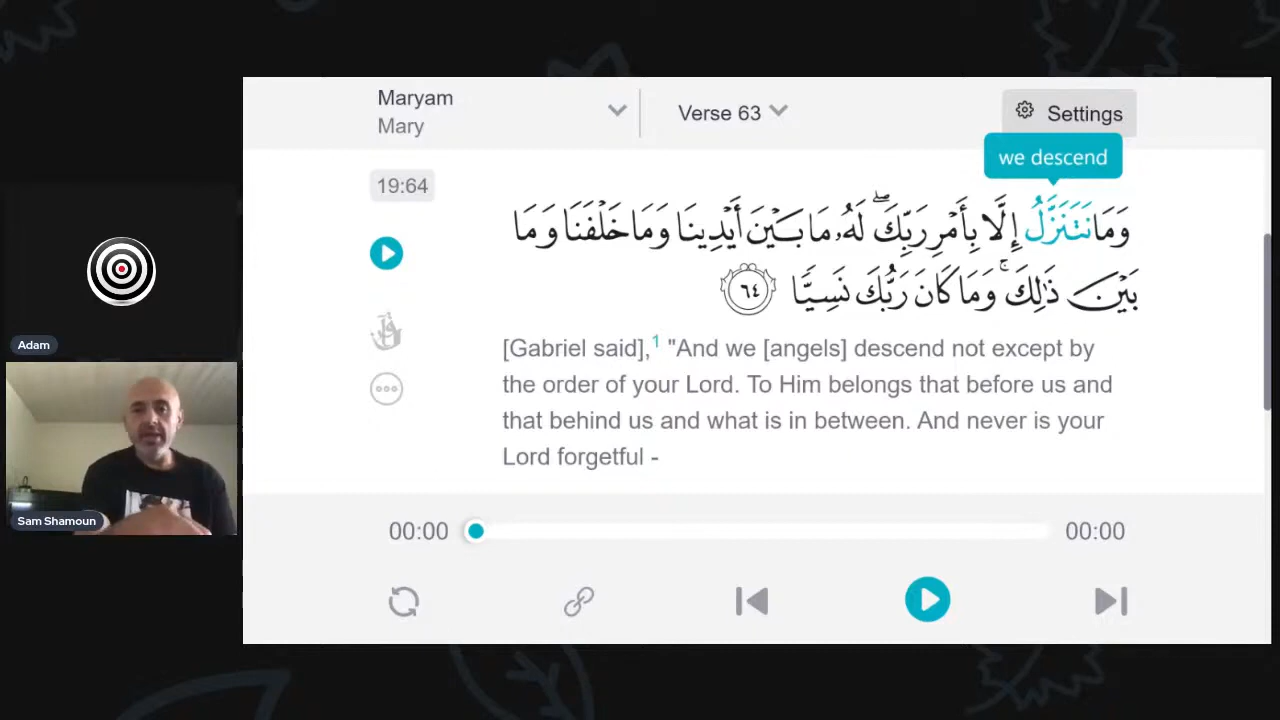 Maryam
Mary
Verse 63
Settings
we descend
19:64
وَمَا نَتَنَزَّلُ إِلَّا بِأَمْرِ رَبِّكَ ۖ لَهُۥ مَا بَيْنَ أَيْدِينَا وَمَا خَلْفَنَا وَمَا
بَيْنَ ذَٰلِكَ ۚ وَمَا كَانَ رَبُّكَ نَسِيًّا ٦٤
[Gabriel said],1 "And we [angels] descend not except by
the order of your Lord. To Him belongs that before us and
that behind us and what is in between. And never is your
Lord forgetful -
00:00
00:00
Adam
Sam Shamoun